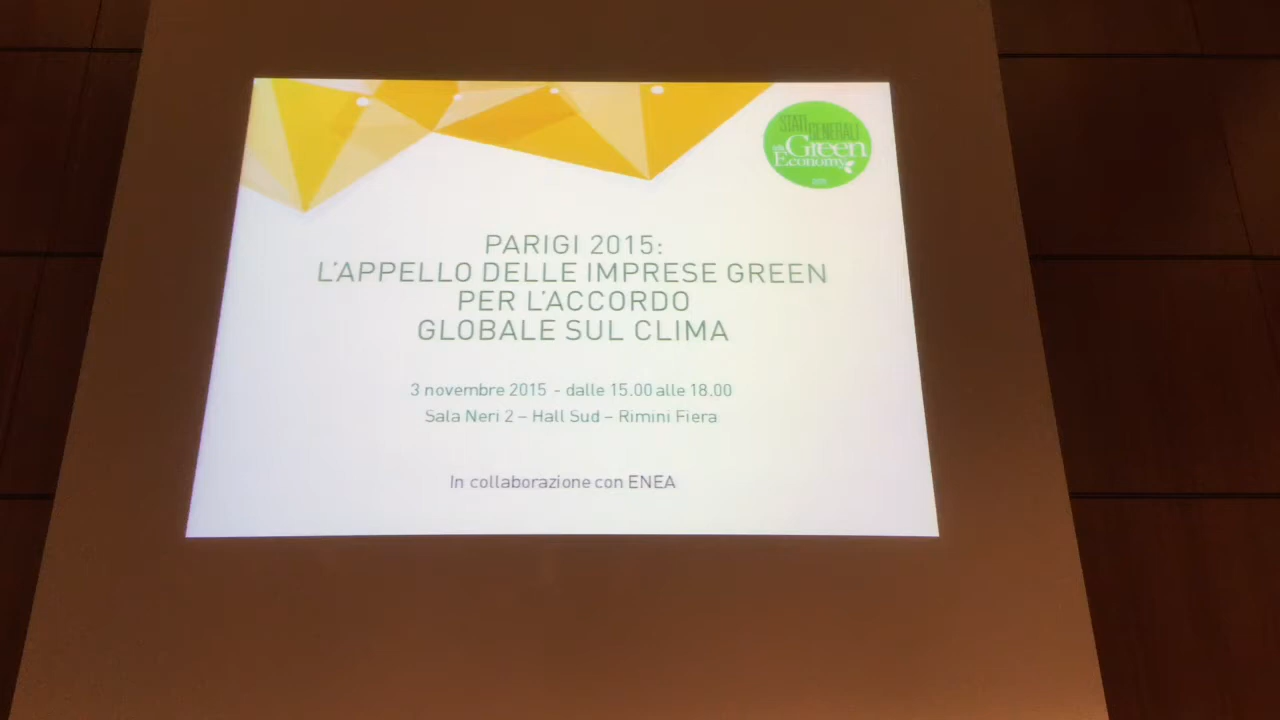 STATI
GENERALI
della Green
Economy
2015
PARIGI 2015:
L'APPELLO DELLE IMPRESE GREEN
PER L'ACCORDO
GLOBALE SUL CLIMA
3 novembre 2015 - dalle 15.00 alle 18.00
Sala Neri 2 – Hall Sud – Rimini Fiera
In collaborazione con ENEA